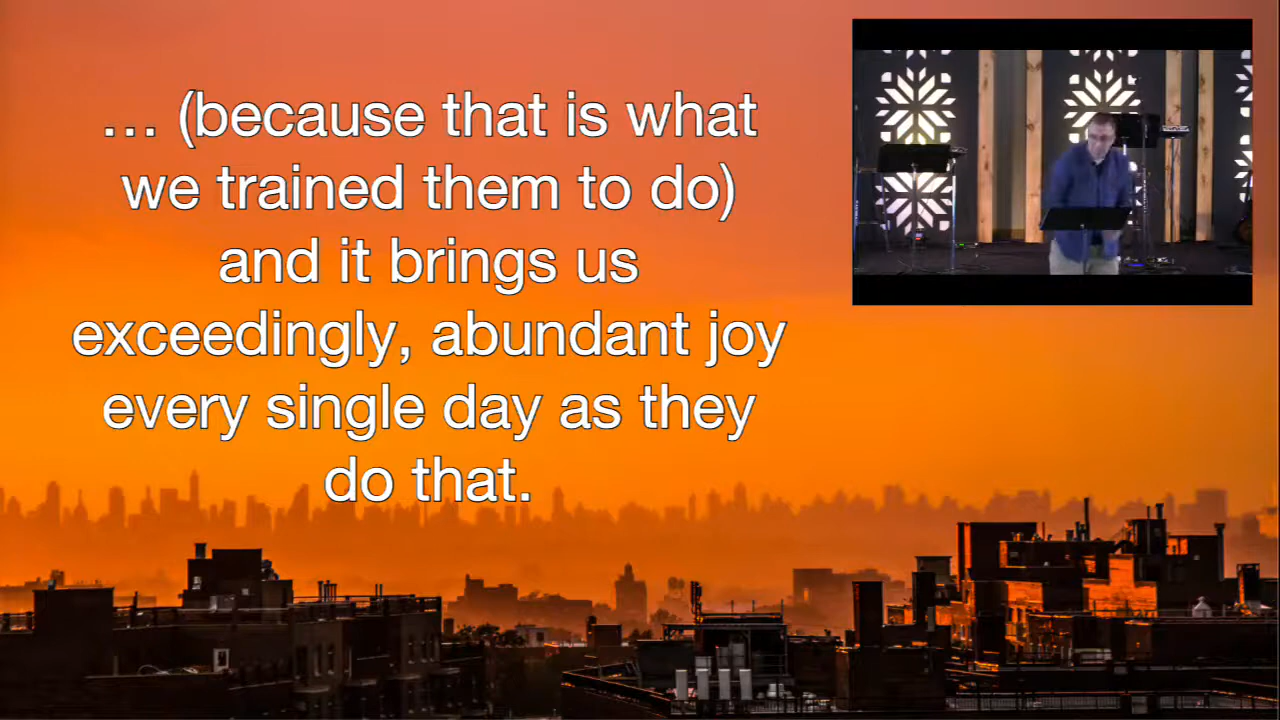 ... (because that is what
we trained them to do)
and it brings us
exceedingly, abundant joy
every single day as they
do that.